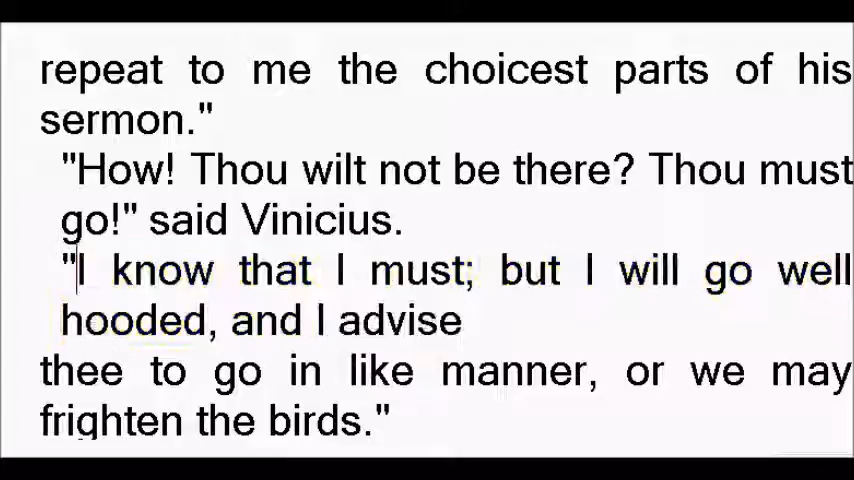 repeat to me the choicest parts of his
sermon."
"How! Thou wilt not be there? Thou must
go!" said Vinicius.
"I know that I must; but I will go well
hooded, and I advise
thee to go in like manner, or we may
frighten the birds."